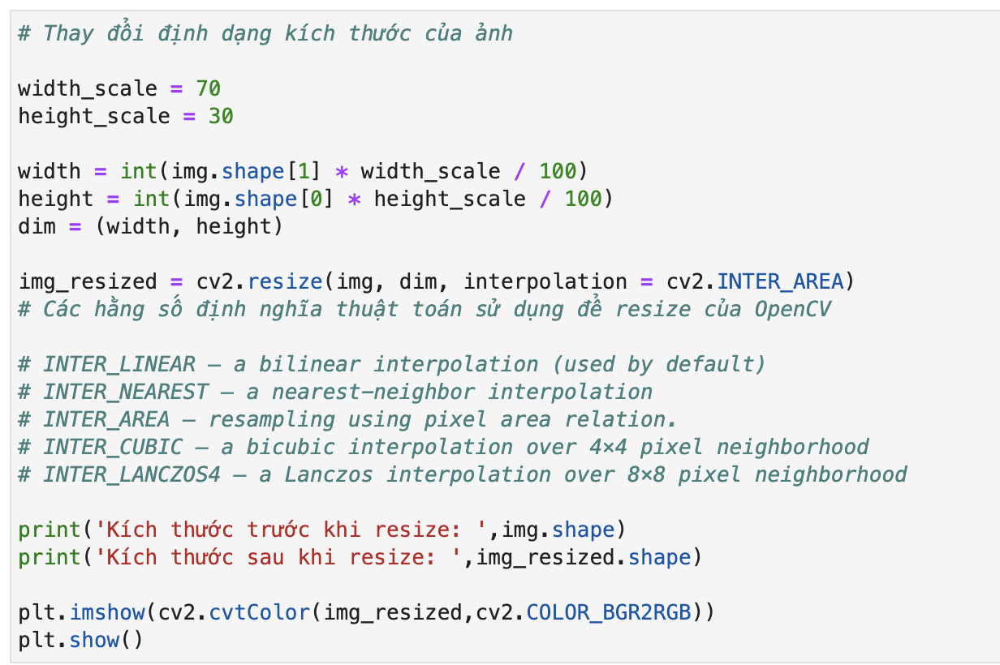 # Thay đổi định dạng kích thước của ảnh
width_scale = 70
height_scale = 30
width = int(img.shape[1] * width_scale / 100)
height = int(img.shape[0] * height_scale / 100)
dim = (width, height)
img_resized = cv2.resize(img, dim, interpolation = cv2.INTER_AREA)
# Các hằng số định nghĩa thuật toán sử dụng để resize của OpenCV
# INTER_LINEAR – a bilinear interpolation (used by default)
# INTER_NEAREST – a nearest-neighbor interpolation
# INTER_AREA – resampling using pixel area relation.
# INTER_CUBIC – a bicubic interpolation over 4×4 pixel neighborhood
# INTER_LANCZOS4 – a Lanczos interpolation over 8×8 pixel neighborhood
print('Kích thước trước khi resize: ',img.shape)
print('Kích thước sau khi resize: ',img_resized.shape)
plt.imshow(cv2.cvtColor(img_resized,cv2.COLOR_BGR2RGB))
plt.show()